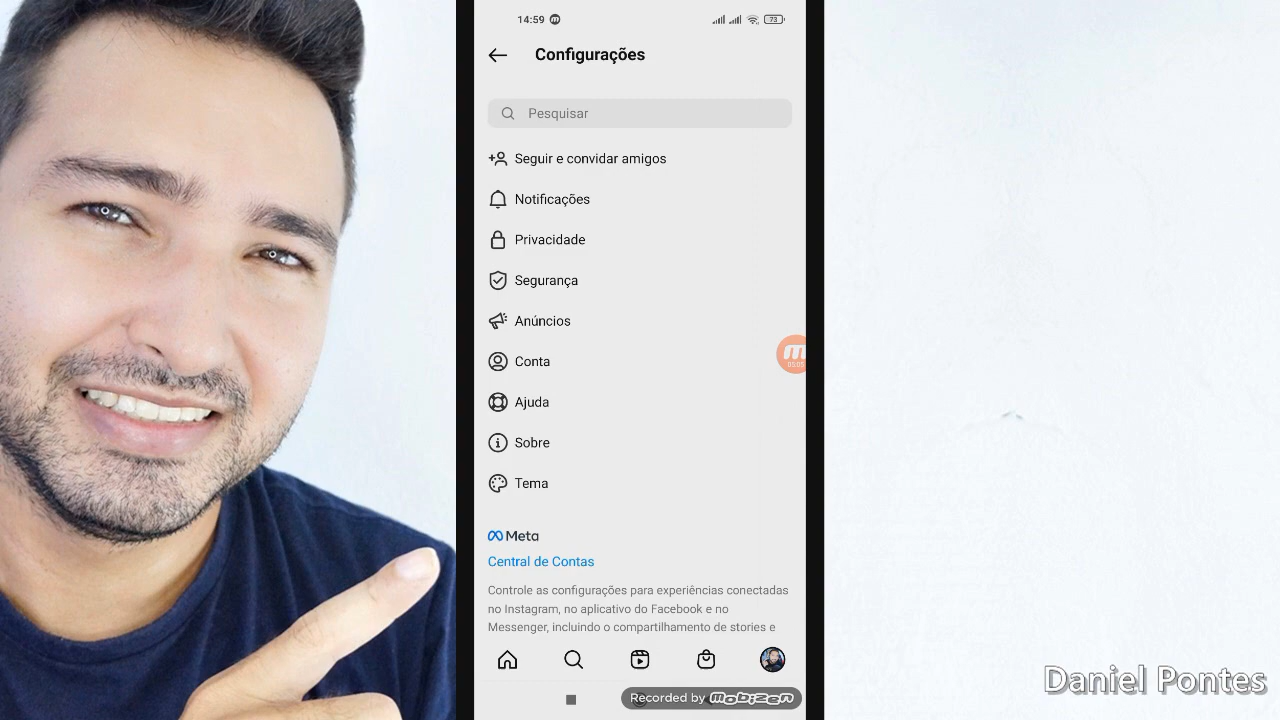 14:59
73
Configurações
Pesquisar
Seguir e convidar amigos
Notificações
Privacidade
Segurança
Anúncios
Conta
Ajuda
Sobre
Tema
Meta
Central de Contas
Controle as configurações para experiências conectadas
no Instagram, no aplicativo do Facebook e no
Messenger, incluindo o compartilhamento de stories e
Recorded by mobizen
Daniel Pontes